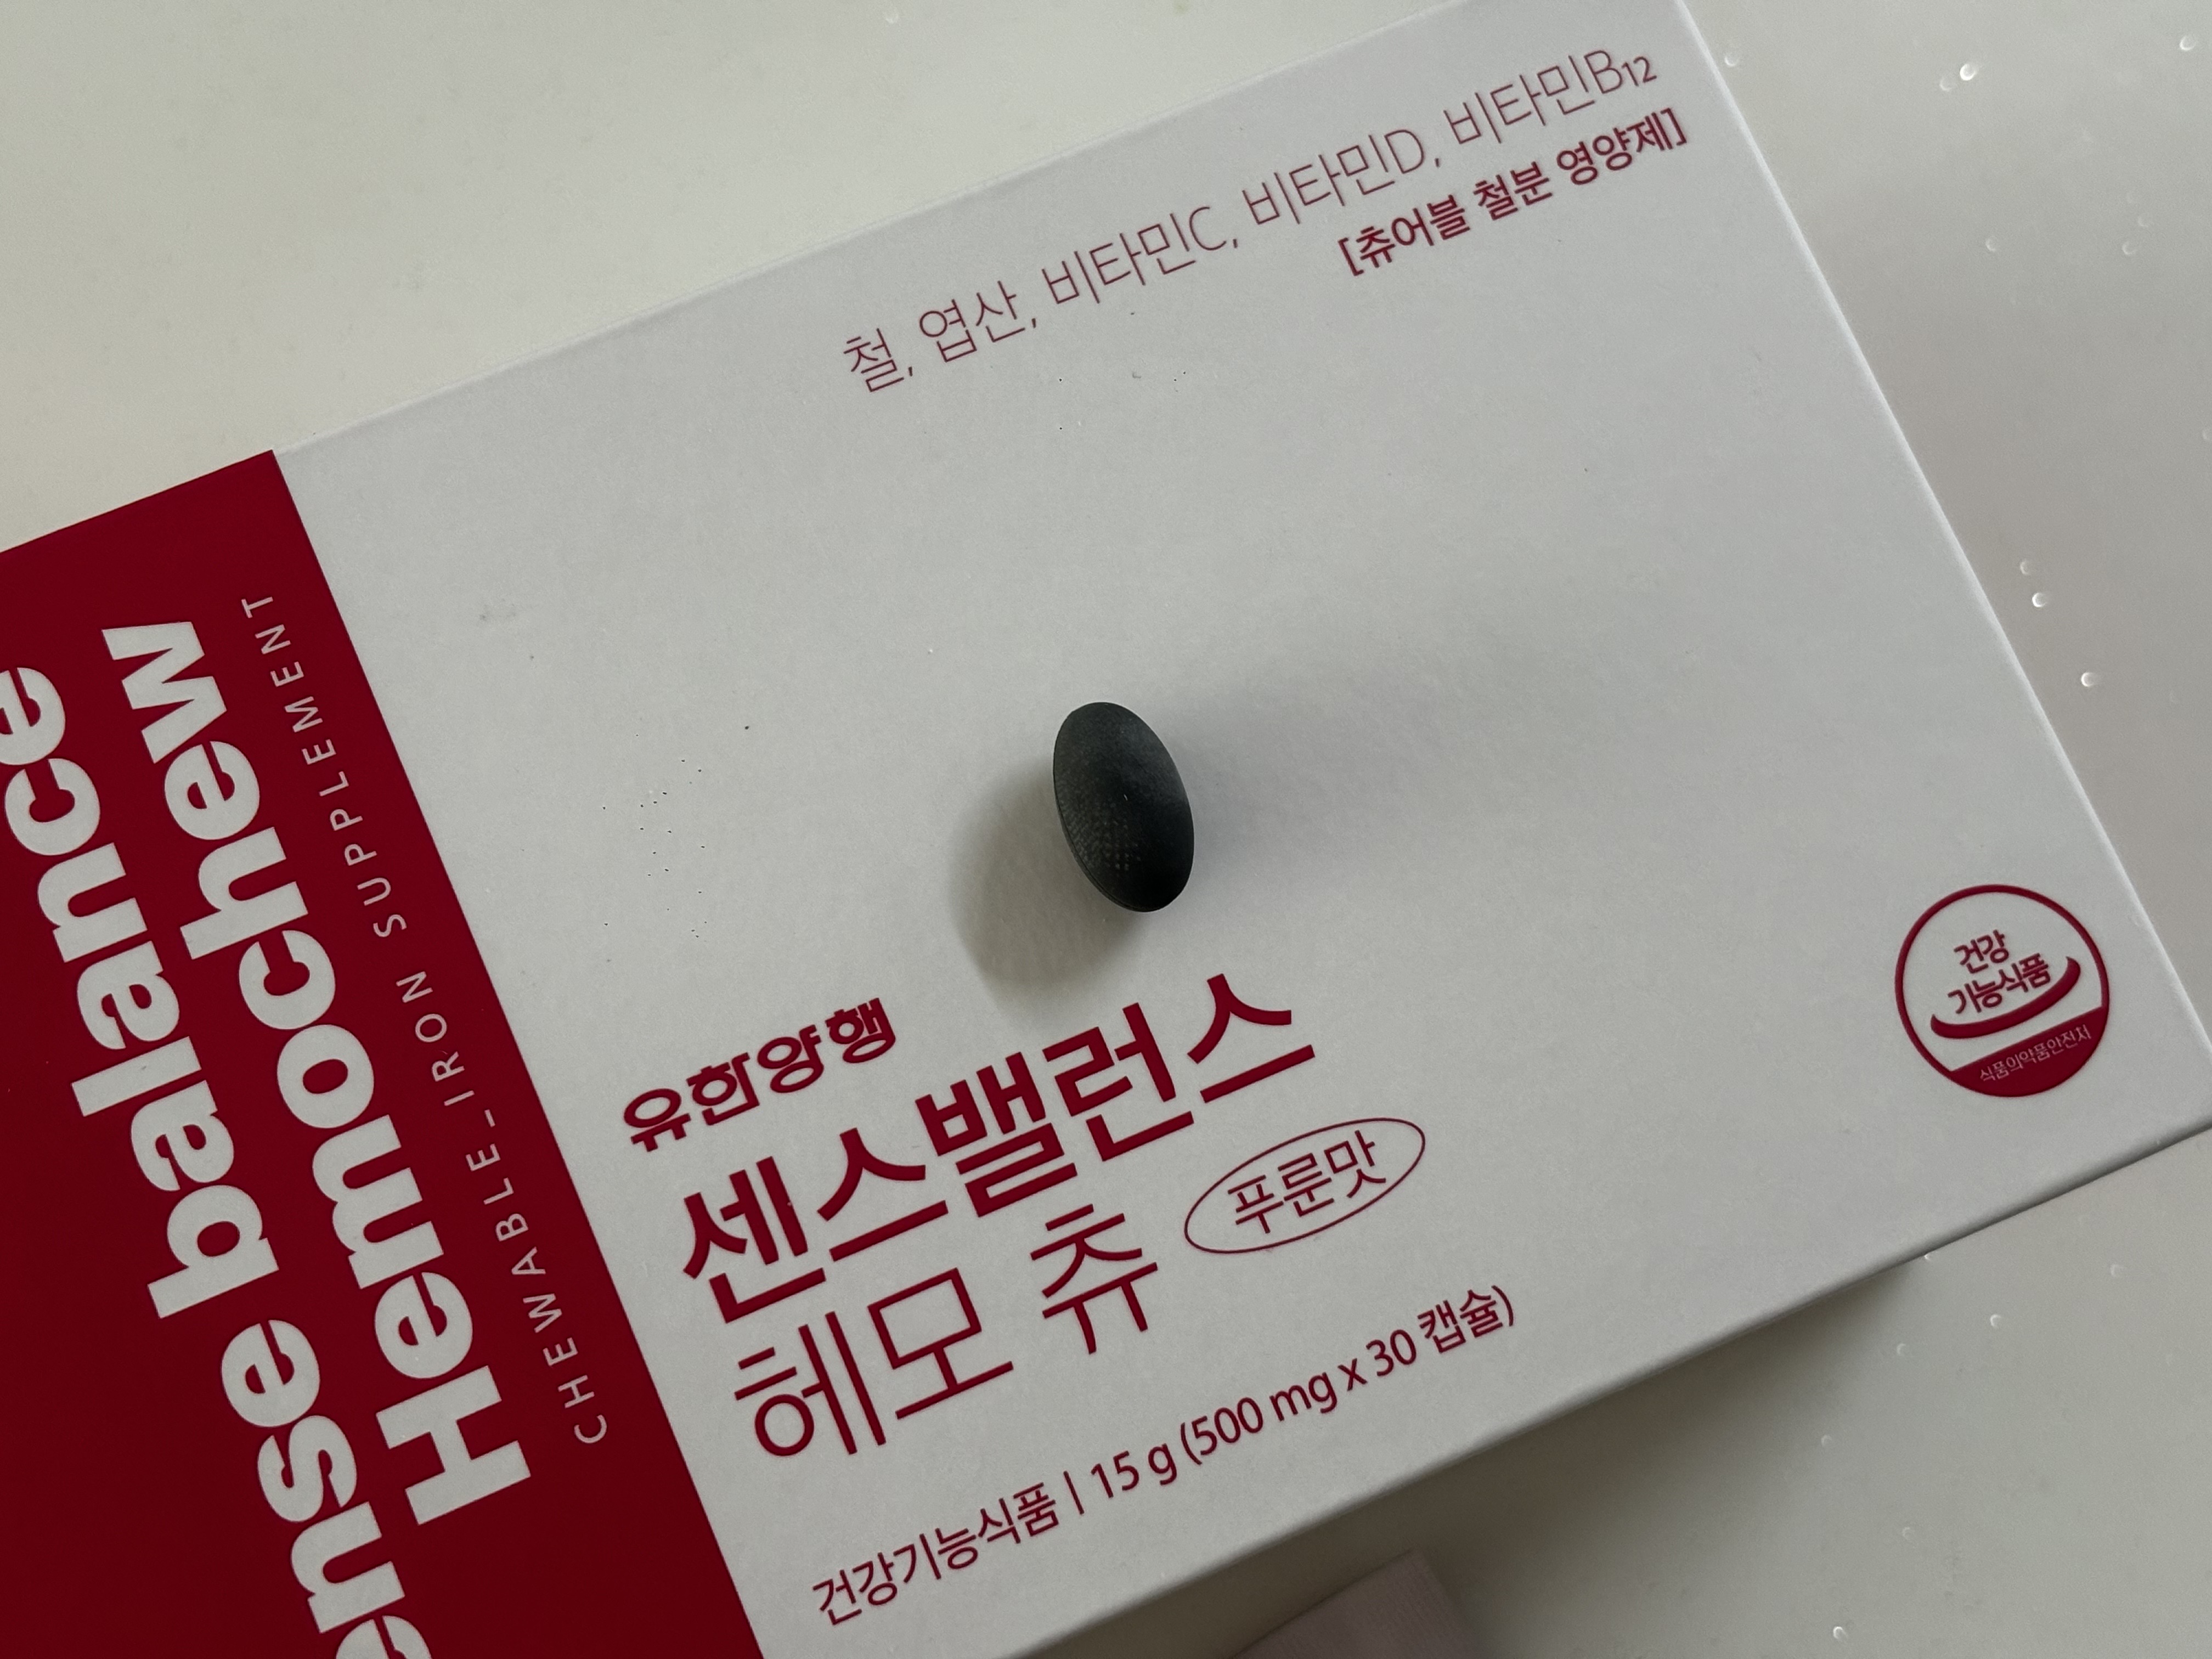 철, 엽산, 비타민C, 비타민D, 비타민B12
[츄어블 철분 영양제]
ense balance
Hemochew
CHEWABLE_IRON SUPPLEMENT
유한양행
센스밸런스
헤모 츄
푸룬맛
건강기능식품 | 15 g (500 mg x 30 캡슐)
건강
기능식품
식품의약품안전처